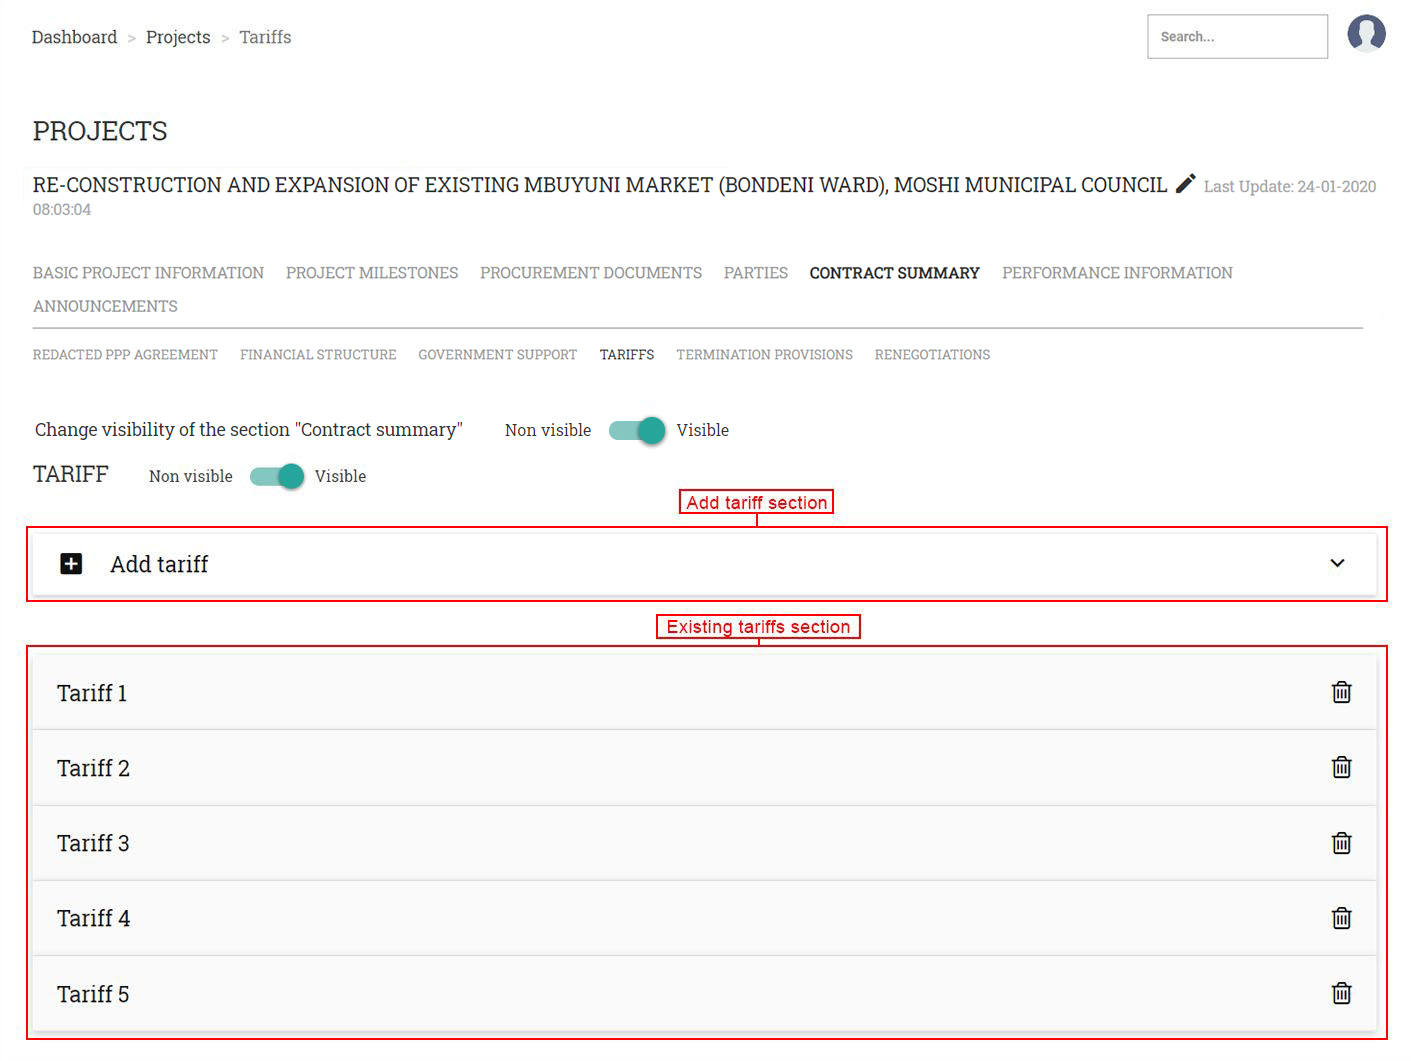 Dashboard > Projects > Tariffs
Search...
PROJECTS
RE-CONSTRUCTION AND EXPANSION OF EXISTING MBUYUNI MARKET (BONDENI WARD), MOSHI MUNICIPAL COUNCIL Last Update: 24-01-2020
08:03:04
BASIC PROJECT INFORMATION PROJECT MILESTONES PROCUREMENT DOCUMENTS PARTIES CONTRACT SUMMARY PERFORMANCE INFORMATION
ANNOUNCEMENTS
REDACTED PPP AGREEMENT FINANCIAL STRUCTURE GOVERNMENT SUPPORT TARIFFS TERMINATION PROVISIONS RENEGOTIATIONS
Change visibility of the section "Contract summary" Non visible Visible
TARIFF Non visible Visible
Add tariff section
Add tariff
Existing tariffs section
Tariff 1
Tariff 2
Tariff 3
Tariff 4
Tariff 5